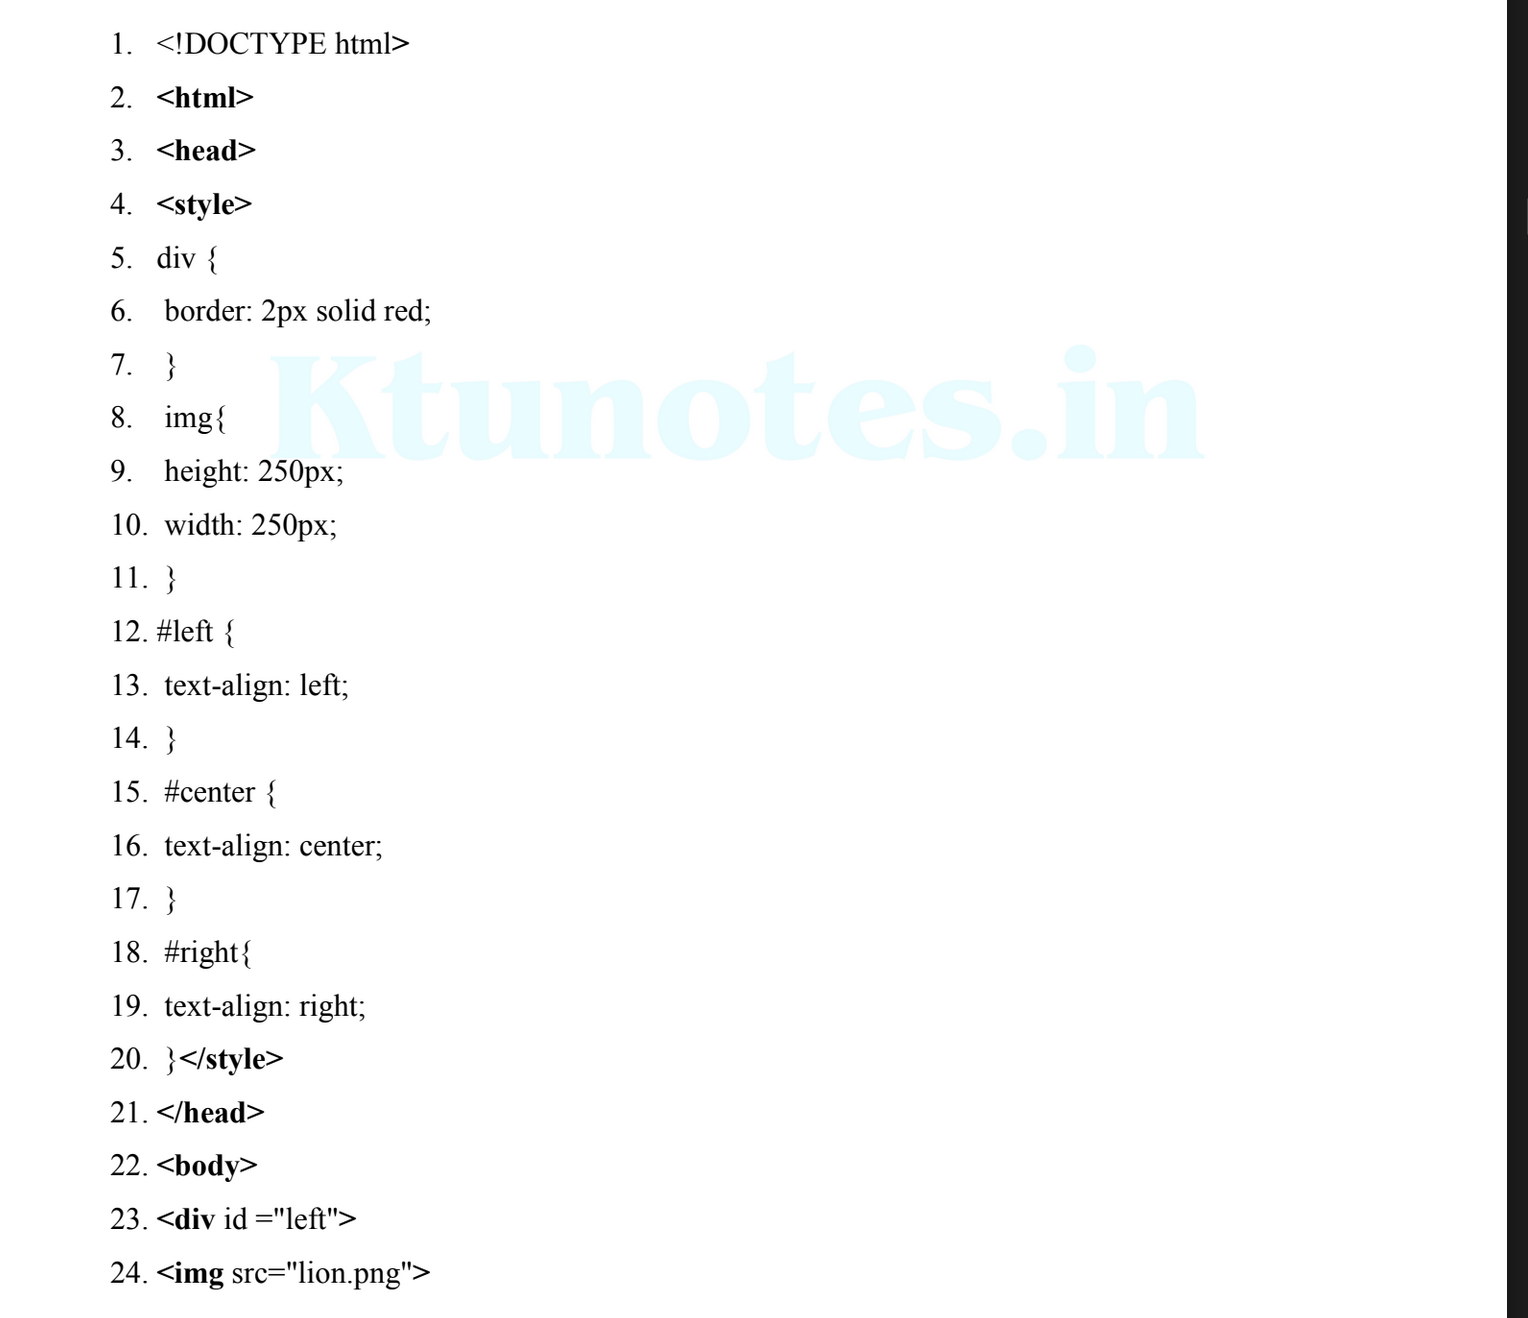 1. <!DOCTYPE html>
2. <html>
3. <head>
4. <style>
5. div {
6. border: 2px solid red;
7. }
Ktunotes.in
8. img{
9. height: 250px;
10. width: 250px;
11. }
12. #left {
13. text-align: left;
14. }
15. #center {
16. text-align: center;
17. }
18. #right{
19. text-align: right;
20. }</style>
21. </head>
22. <body>
23. <div id ="left">
24. <img src="lion.png">